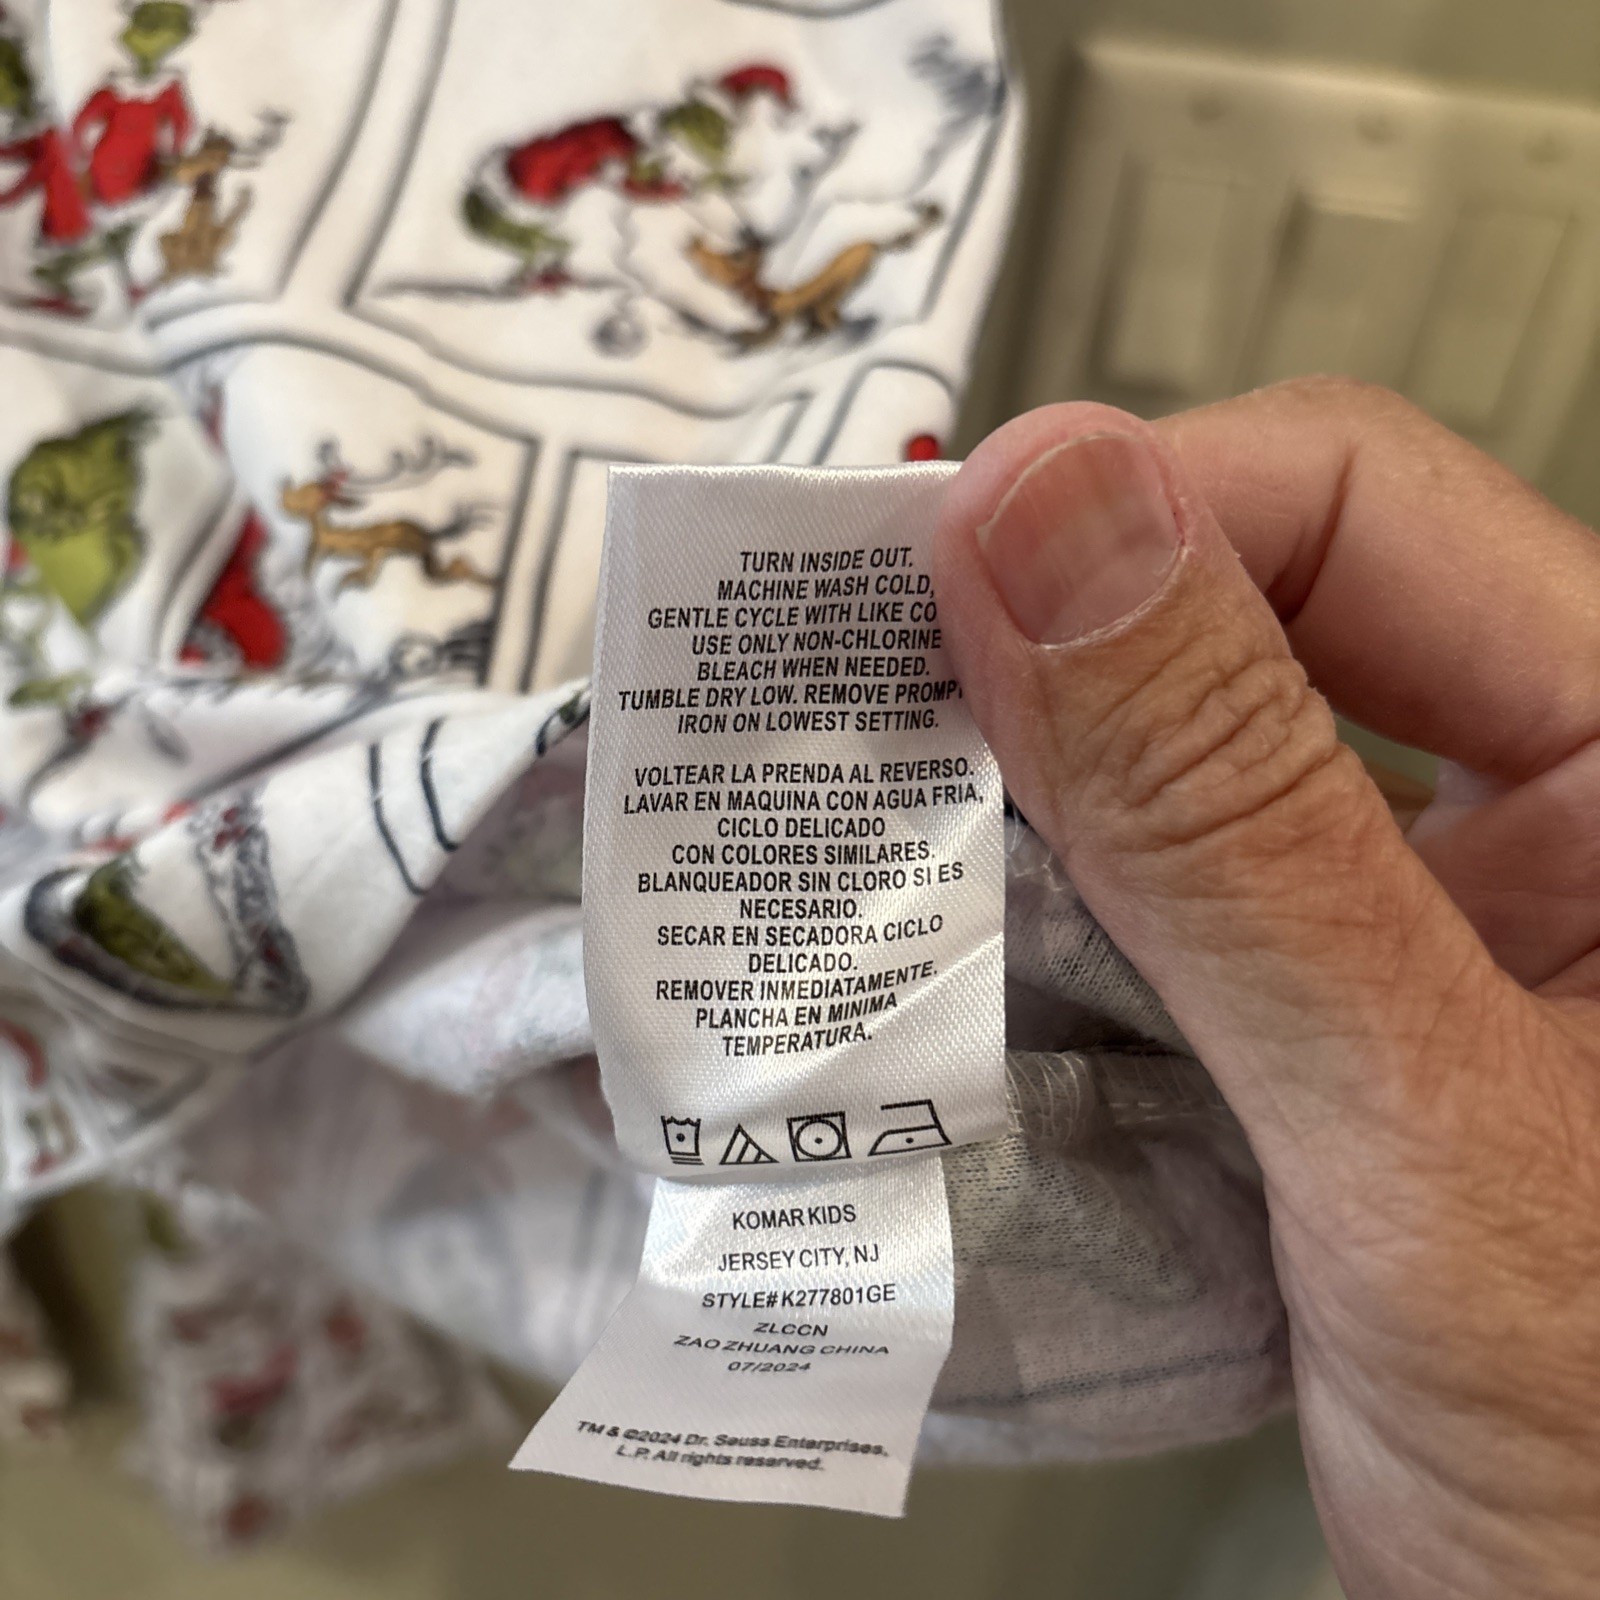 TURN INSIDE OUT.
MACHINE WASH COLD,
GENTLE CYCLE WITH LIKE CO
USE ONLY NON-CHLORINE
BLEACH WHEN NEEDED.
TUMBLE DRY LOW. REMOVE PROMPT
IRON ON LOWEST SETTING.
VOLTEAR LA PRENDA AL REVERSO.
LAVAR EN MAQUINA CON AGUA FRIA,
CICLO DELICADO
CON COLORES SIMILARES.
BLANQUEADOR SIN CLORO SI ES
NECESARIO.
SECAR EN SECADORA CICLO
DELICADO.
REMOVER INMEDIATAMENTE.
PLANCHA EN MINIMA
TEMPERATURA.
KOMAR KIDS
JERSEY CITY, NJ
STYLE# K277801GE
ZLCCN
ZAO ZHUANG CHINA
07/2024
TM & ©2024 Dr. Seuss Enterprises,
L.P. All rights reserved.